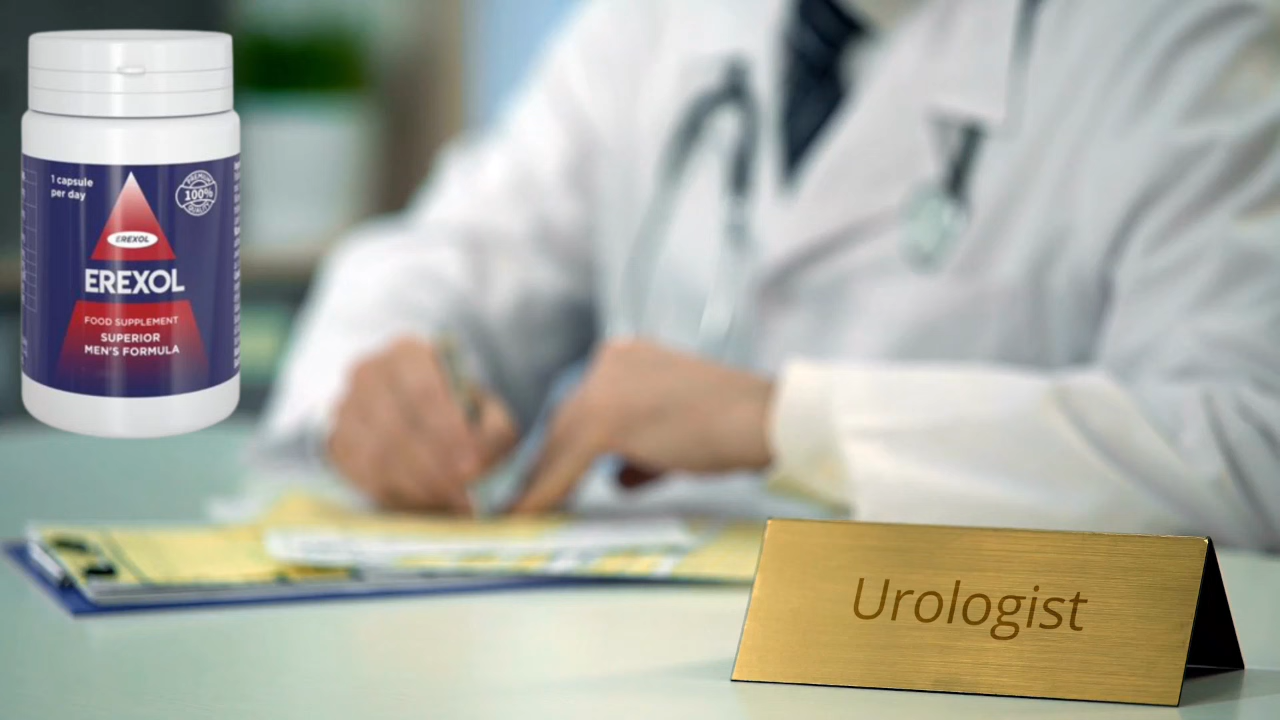 1 capsule
per day
PREMIUM
100%
QUALITY
EREXOL
EREXOL
FOOD SUPPLEMENT
SUPERIOR
MEN'S FORMULA
Urologist